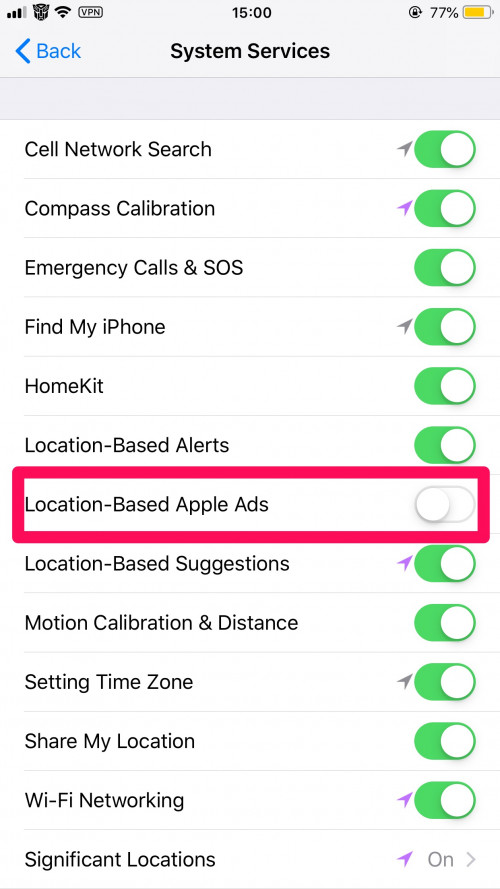 VPN 15:00 77%
Back System Services
Cell Network Search
Compass Calibration
Emergency Calls & SOS
Find My iPhone
HomeKit
Location-Based Alerts
Location-Based Apple Ads
Location-Based Suggestions
Motion Calibration & Distance
Setting Time Zone
Share My Location
Wi-Fi Networking
Significant Locations On